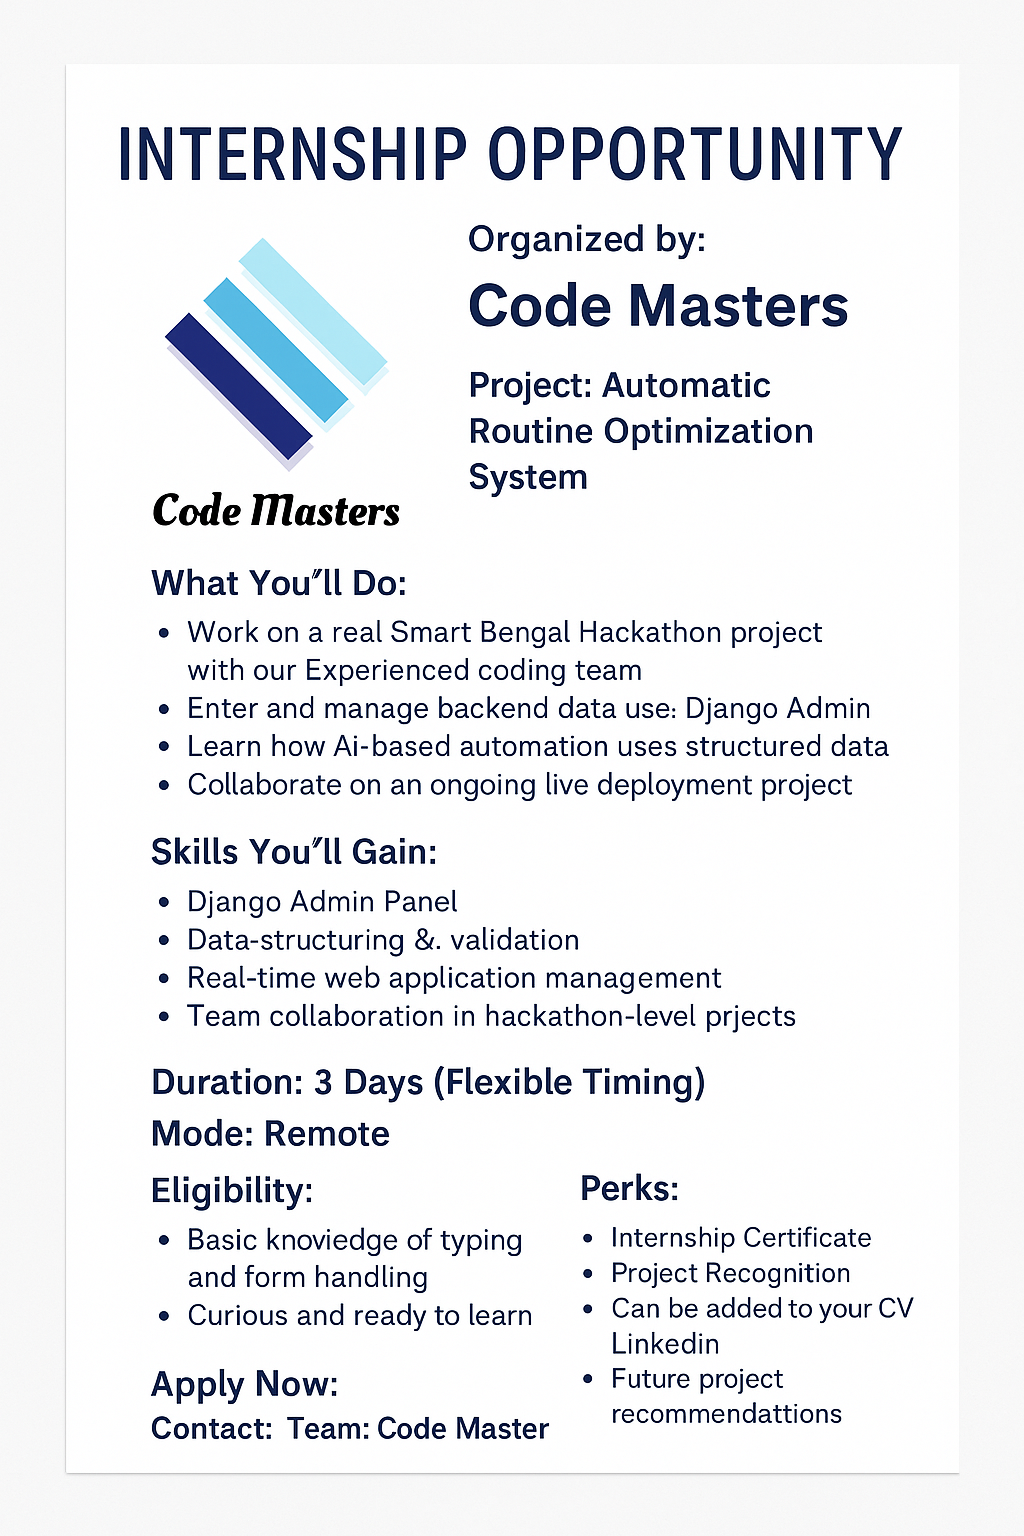 INTERNSHIP OPPORTUNITY
Organized by:
Code Masters
Project: Automatic
Routine Optimization
System
Code Masters
What You″ll Do:
• Work on a real Smart Bengal Hackathon project
with our Experienced coding team
• Enter and manage backend data use: Django Admin
• Learn how Ai-based automation uses structured data
• Collaborate on an ongoing live deployment project
Skills You″ll Gain:
• Django Admin Panel
• Data-structuring &. validation
• Real-time web application management
• Team collaboration in hackathon-level prjects
Duration: 3 Days (Flexible Timing)
Mode: Remote
Eligibility:
• Basic knoviedge of typing
and form handling
• Curious and ready to learn
Perks:
• Internship Certificate
• Project Recognition
• Can be added to your CV
Linkedin
• Future project
recommendattions
Apply Now:
Contact: Team: Code Master